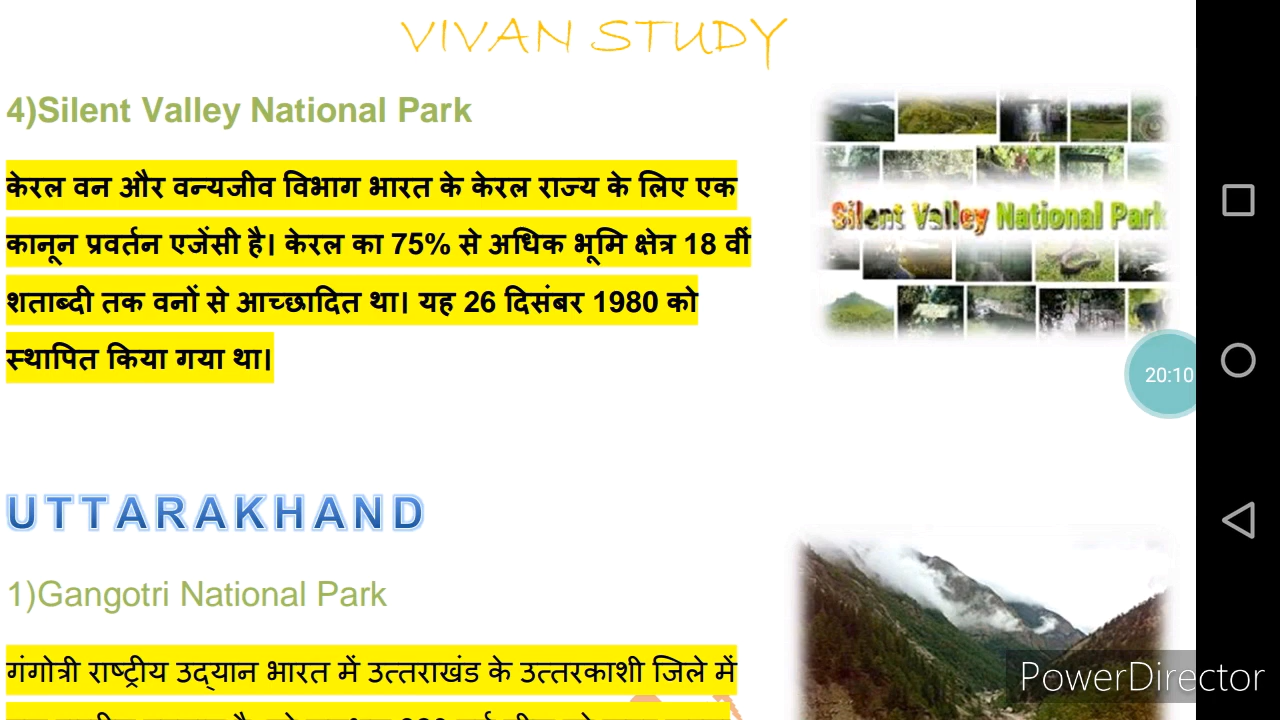 VIVAN STUDY
4)Silent Valley National Park
केरल वन और वन्यजीव विभाग भारत के केरल राज्य के लिए एक
कानून प्रवर्तन एजेंसी है। केरल का 75% से अधिक भूमि क्षेत्र 18 वीं
शताब्दी तक वनों से आच्छादित था। यह 26 दिसंबर 1980 को
स्थापित किया गया था।
Silent Valley National Park
20:10
UTTARAKHAND
1)Gangotri National Park
गंगोत्री राष्ट्रीय उद्यान भारत में उत्तराखंड के उत्तरकाशी जिले में
PowerDirector